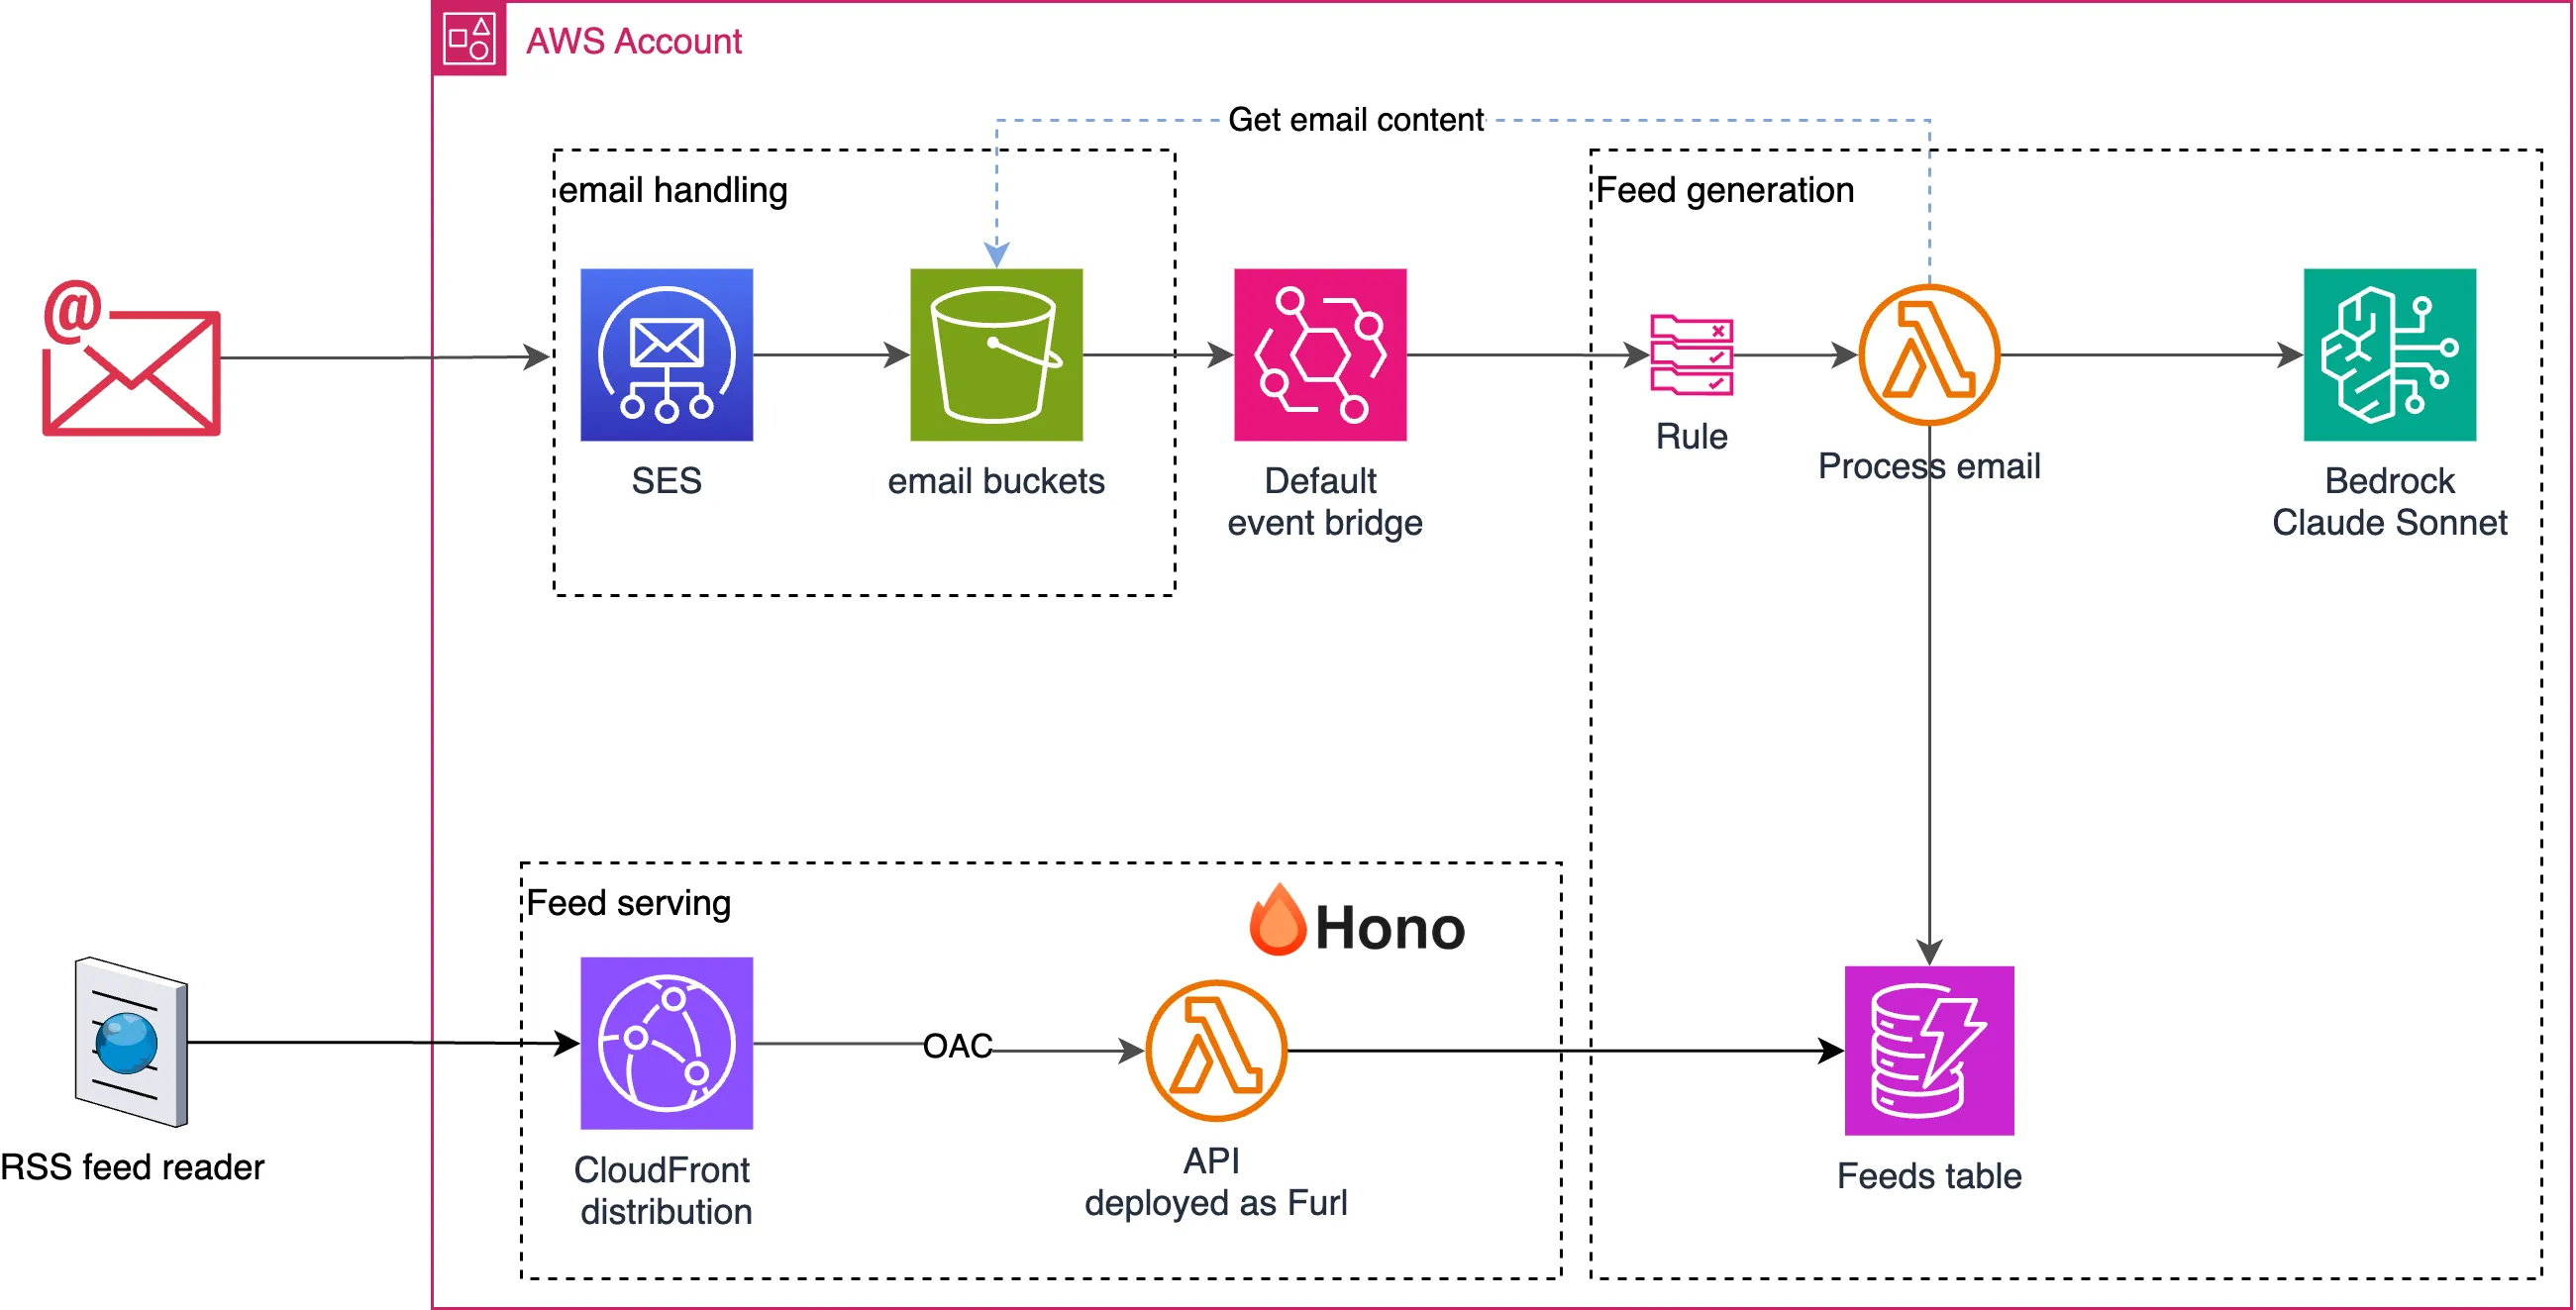 AWS Account
Get email content
email handling
Feed generation
@
SES
email buckets
Default
event bridge
Rule
Process email
Bedrock
Claude Sonnet
Feed serving
Hono
OAC
RSS feed reader
CloudFront
distribution
API
deployed as Furl
Feeds table